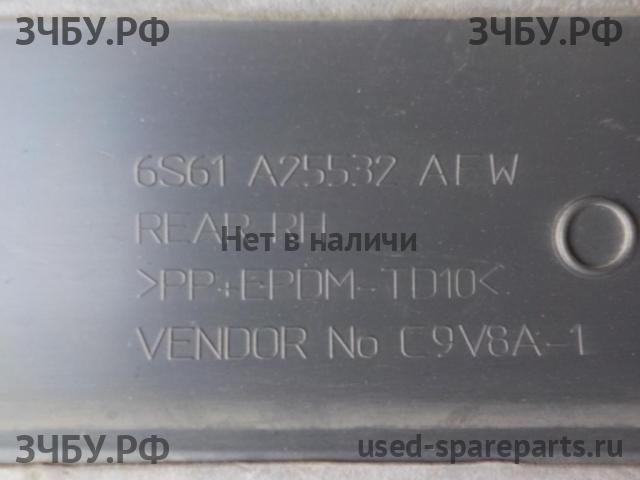 ЗЧБУ.РФ ЗЧБУ.РФ
6S61 A25532 AEW
REAR RH
Нет в наличи
>PP+EPDM-TD10<
VENDOR No C9V8A-1
ЗЧБУ.РФ used-spareparts.ru